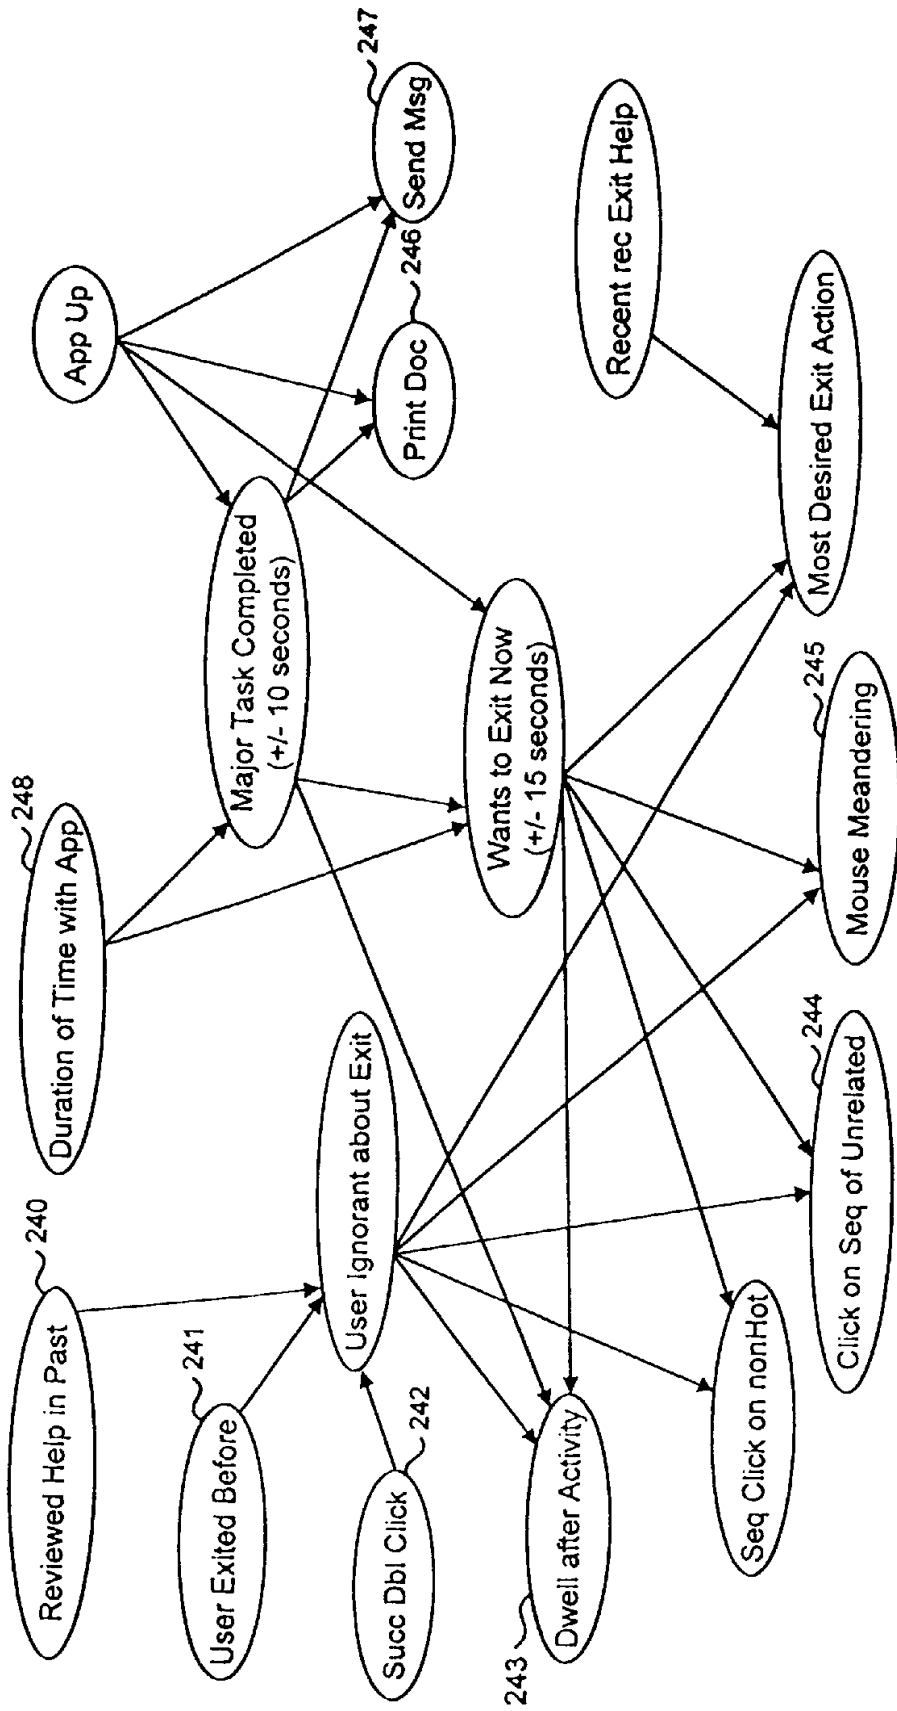 Reviewed Help in Past
240
Duration of Time with App
248
App Up
User Exited Before
241
Major Task Completed
(+/- 10 seconds)
User Ignorant about Exit
Succ Dbl Click
242
Print Doc
246
Send Msg
247
Wants to Exit Now
(+/- 15 seconds)
Dwell after Activity
243
Recent rec Exit Help
Seq Click on nonHot
Click on Seq of Unrelated
244
Mouse Meandering
245
Most Desired Exit Action